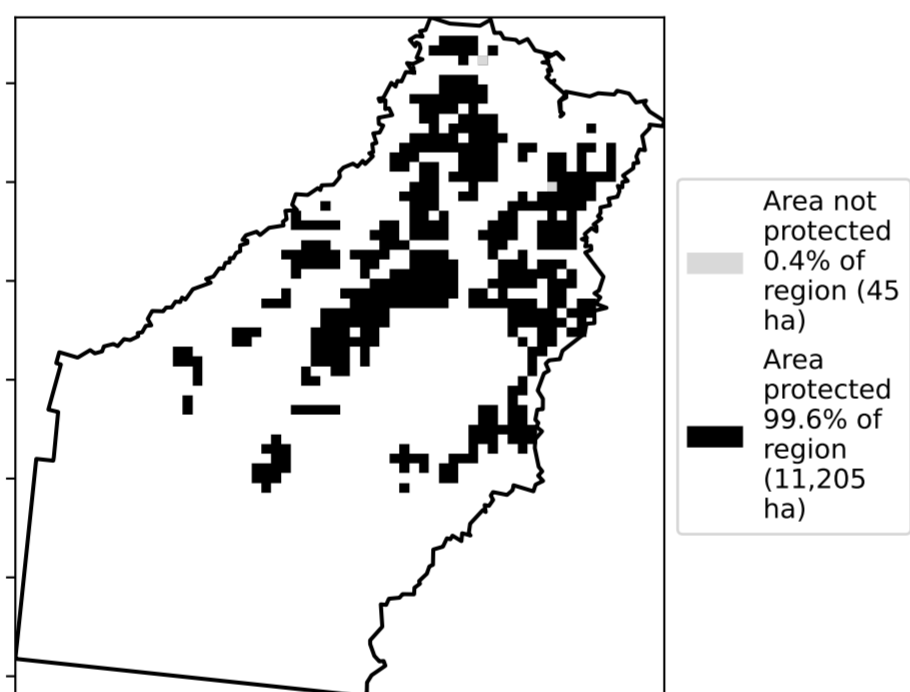 Area not
protected
0.4% of
region (45
ha)
Area
protected
99.6% of
region
(11,205
ha)